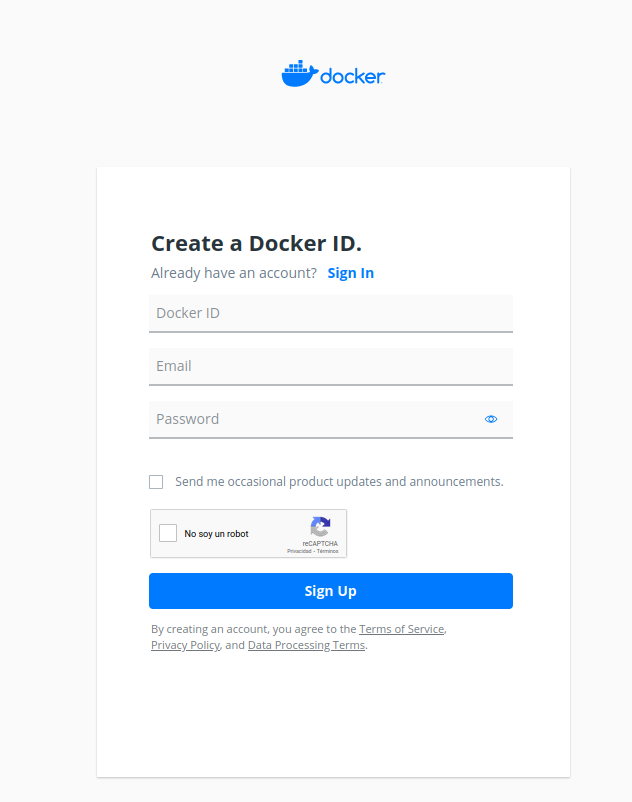 docker
Create a Docker ID.
Already have an account? Sign In
Docker ID
Email
Password
Send me occasional product updates and announcements.
No soy un robot
reCAPTCHA
Privacidad - Términos
Sign Up
By creating an account, you agree to the Terms of Service,
Privacy Policy, and Data Processing Terms.